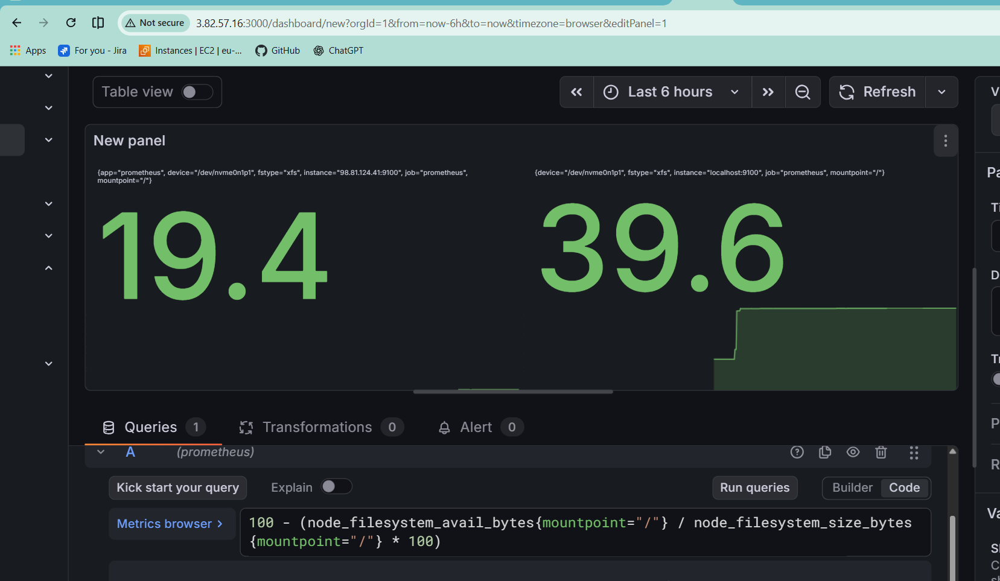 Not secure
3.82.57.16:3000/dashboard/new?orgId=1&from=now-6h&to=now&timezone=browser&editPanel=1
Apps
For you - Jira
Instances | EC2 | eu-...
GitHub
ChatGPT
Table view
Last 6 hours
Refresh
New panel
{app="prometheus", device="/dev/nvme0n1p1", fstype="xfs", instance="98.81.124.41:9100", job="prometheus",
mountpoint="/"}
{device="/dev/nvme0n1p1", fstype="xfs", instance="localhost:9100", job="prometheus", mountpoint="/"}
19.4
39.6
Queries 1
Transformations 0
Alert 0
A (prometheus)
Kick start your query
Explain
Run queries
Builder
Code
Metrics browser >
100 - (node_filesystem_avail_bytes{mountpoint="/"} / node_filesystem_size_bytes
{mountpoint="/"} * 100)